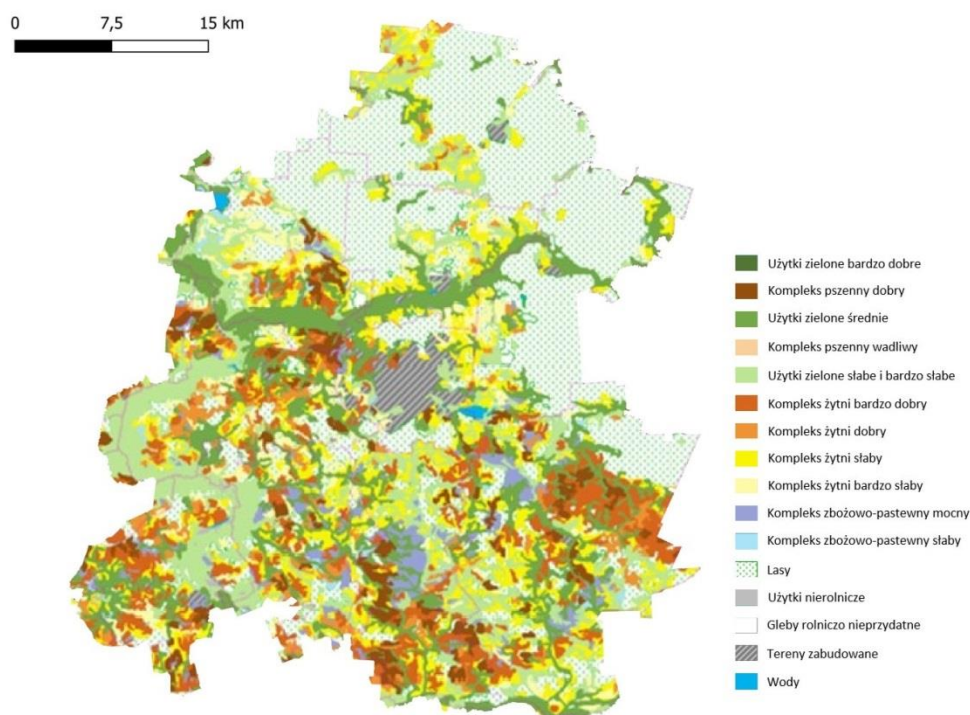 0 7,5 15 km
Użytki zielone bardzo dobre
Kompleks pszenny dobry
Użytki zielone średnie
Kompleks pszenny wadliwy
Użytki zielone słabe i bardzo słabe
Kompleks żytni bardzo dobry
Kompleks żytni dobry
Kompleks żytni słaby
Kompleks żytni bardzo słaby
Kompleks zbożowo-pastewny mocny
Kompleks zbożowo-pastewny słaby
Lasy
Użytki nierolnicze
Gleby rolniczo nieprzydatne
Tereny zabudowane
Wody